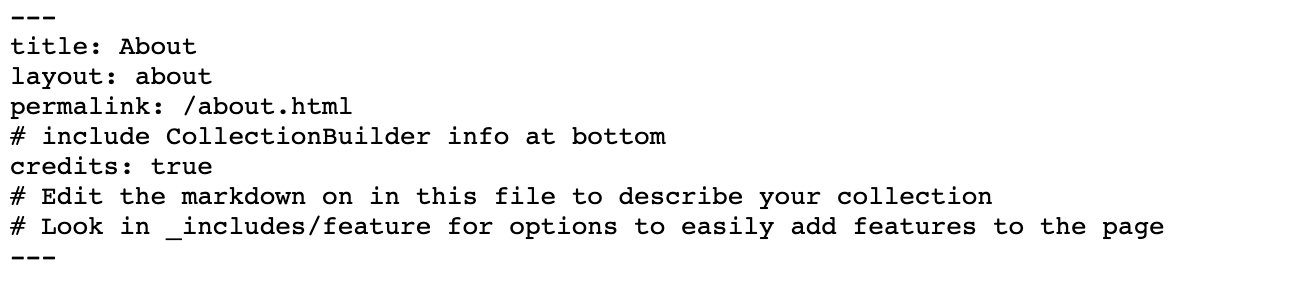 ---
title: About
layout: about
permalink: /about.html
# include CollectionBuilder info at bottom
credits: true
# Edit the markdown on in this file to describe your collection
# Look in _includes/feature for options to easily add features to the page
---